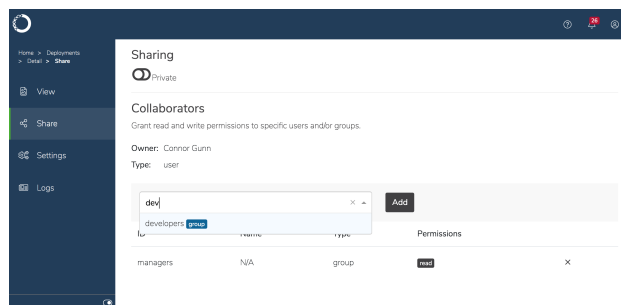 26
Home > Deployments
> Detail > Share
View
Share
Settings
Logs
Sharing
Private
Collaborators
Grant read and write permissions to specific users and/or groups.
Owner: Connor Gunn
Type: user
dev
Add
developers group
ID Name Type Permissions
managers N/A group read